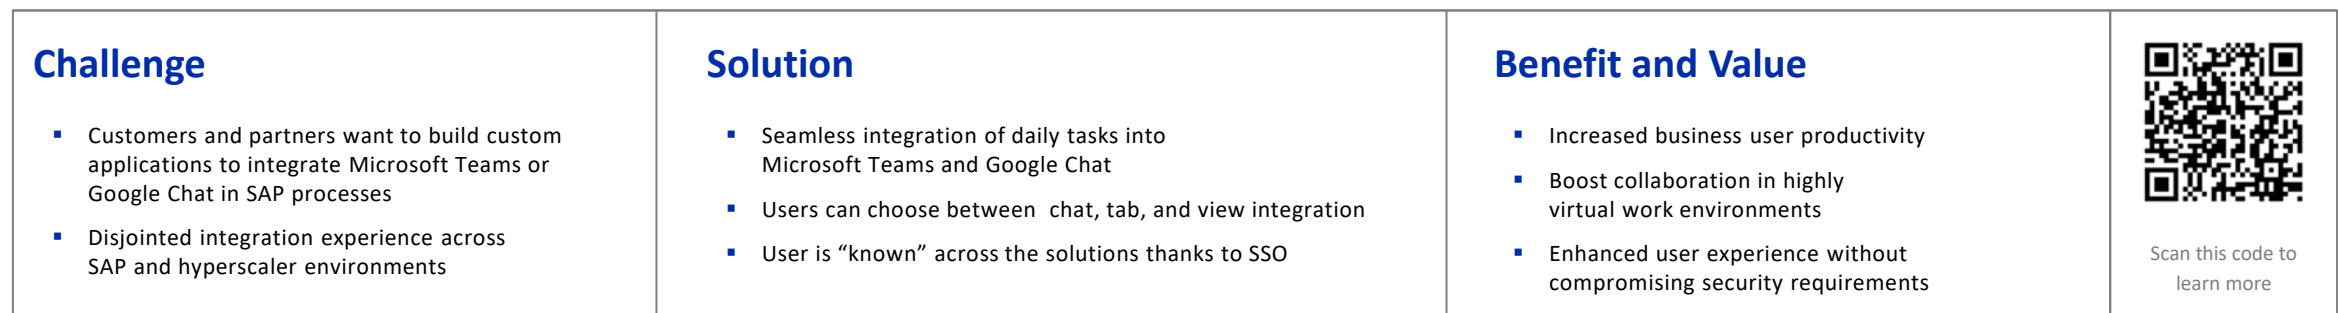 Challenge
▪ Customers and partners want to build custom
applications to integrate Microsoft Teams or
Google Chat in SAP processes
▪ Disjointed integration experience across
SAP and hyperscaler environments
Solution
▪ Seamless integration of daily tasks into
Microsoft Teams and Google Chat
▪ Users can choose between  chat, tab, and view integration
▪ User is “known” across the solutions thanks to SSO
Benefit and Value
▪ Increased business user productivity
▪ Boost collaboration in highly
virtual work environments
▪ Enhanced user experience without
compromising security requirements
Scan this code to
learn more